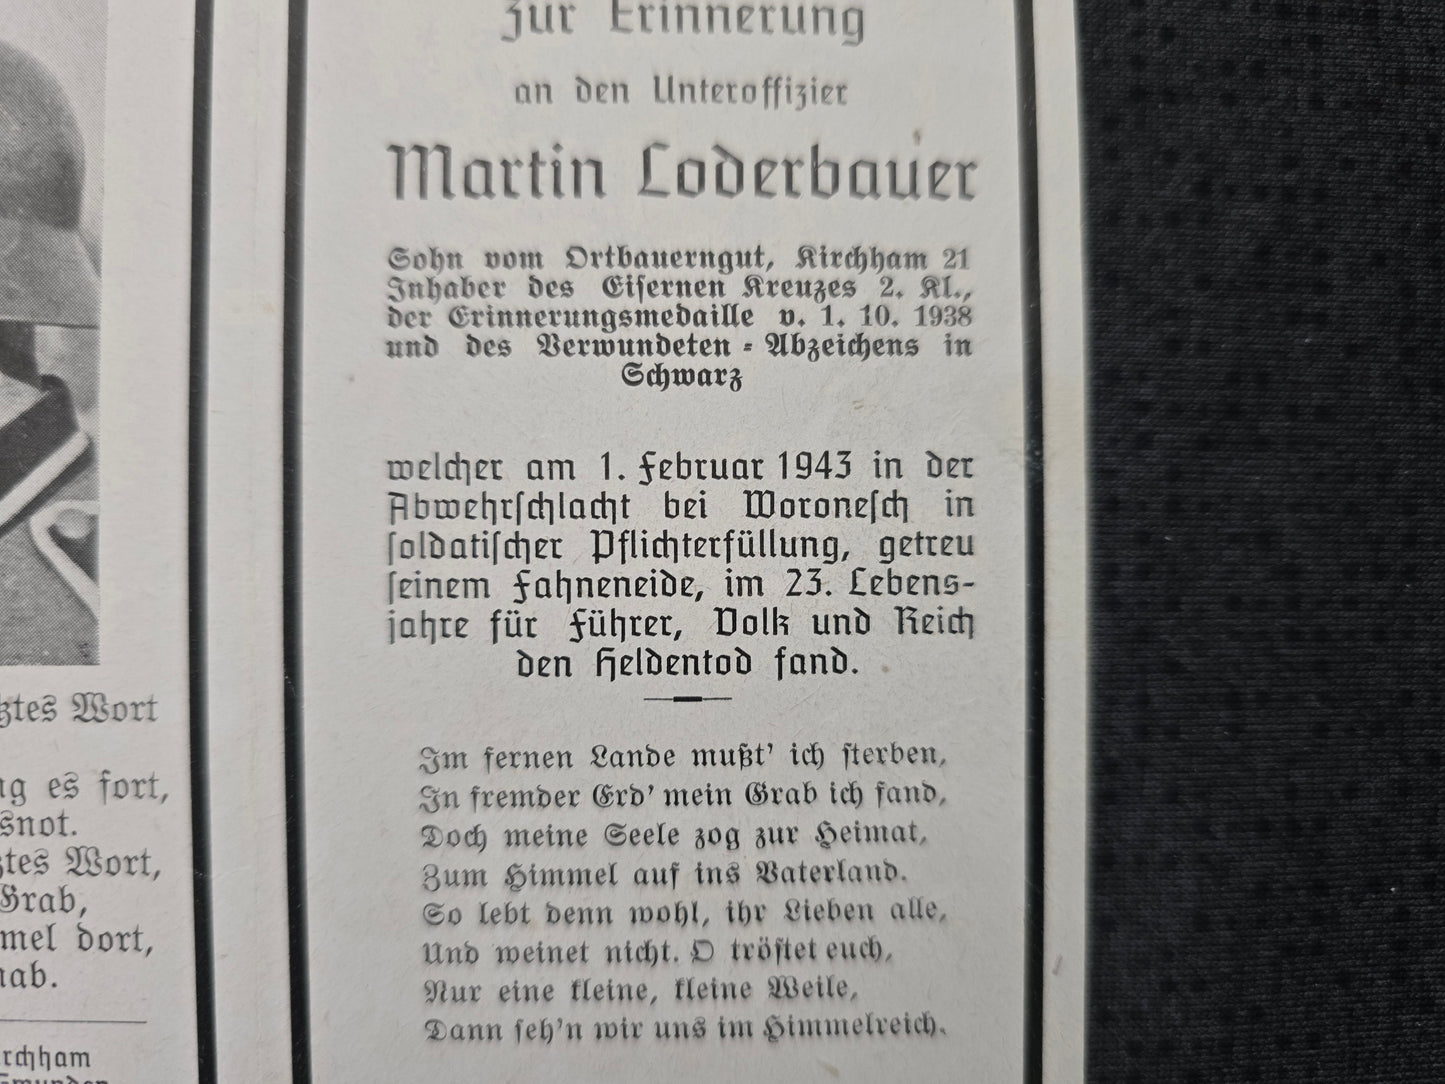 zur Erinnerung
an den Unteroffizier
Martin Loderbauer
Sohn vom Ortbauerngut, Kirchham 21
Inhaber des Eisernen Kreuzes 2. Kl.,
der Erinnerungsmedaille v. 1. 10. 1938
und des Verwundeten-Abzeichens in
Schwarz
welcher am 1. Februar 1943 in der
Abwehrschlacht bei Woronesch in
soldatischer Pflichterfüllung, getreu
seinem Fahneneide, im 23. Lebens-
jahre für Führer, Volk und Reich
den Heldentod fand.
Im fernen Lande mußt' ich sterben,
In fremder Erd' mein Grab ich fand,
Doch meine Seele zog zur Heimat,
Zum Himmel auf ins Vaterland.
So lebt denn wohl, ihr Lieben alle,
Und weinet nicht. O tröstet euch,
Nur eine kleine, kleine Weile,
Dann seh'n wir uns im Himmelreich.
ztes Wort
es fort,
snot.
ztes Wort,
Grab,
mel dort,
ab.
rchham